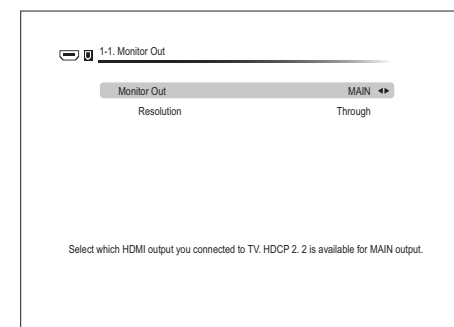 1-1. Monitor Out
Monitor Out MAIN
Resolution Through
Select which HDMI output you connected to TV. HDCP 2. 2 is available for MAIN output.